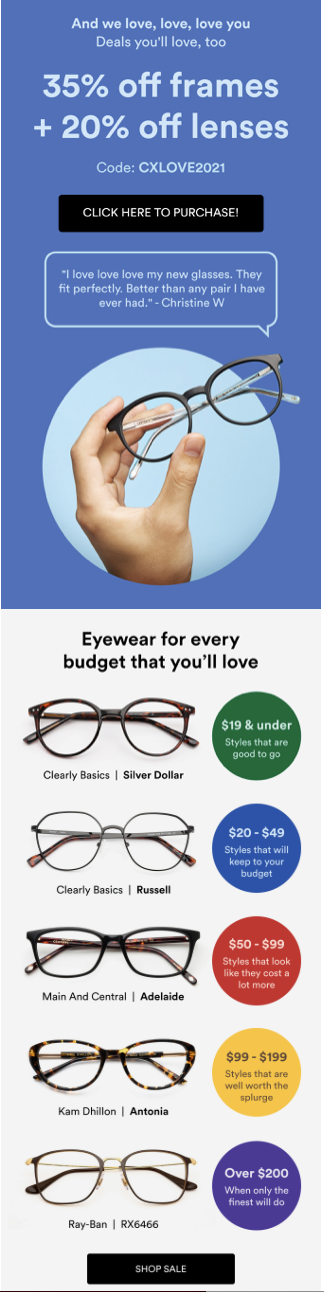 And we love, love, love you
Deals you'll love, too
35% off frames
+ 20% off lenses
Code: CXLOVE2021
CLICK HERE TO PURCHASE!
"I love love love my new glasses. They
fit perfectly. Better than any pair I have
ever had." - Christine W
Eyewear for every
budget that you’ll love
$19 & under
Styles that are
good to go
Clearly Basics | Silver Dollar
$20 - $49
Styles that will
keep to your
budget
Clearly Basics | Russell
$50 - $99
Styles that look
like they cost a
lot more
Main And Central | Adelaide
$99 - $199
Styles that are
well worth the
splurge
Kam Dhillon | Antonia
Over $200
When only the
finest will do
Ray-Ban | RX6466
SHOP SALE